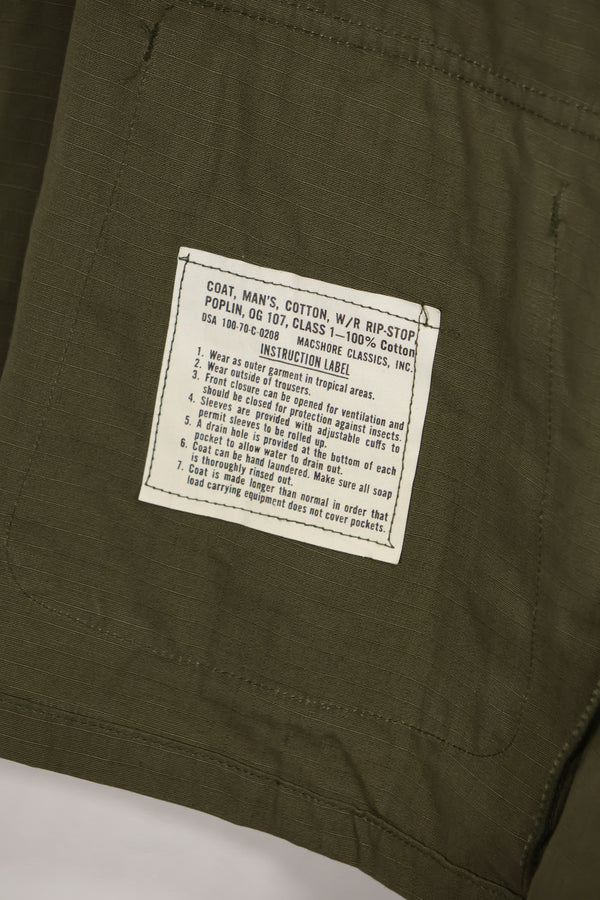 COAT, MAN'S, COTTON, W/R RIP-STOP
POPLIN, OG 107, CLASS 1—100% Cotton
DSA 100-70-C-0208 MACSHORE CLASSICS, INC.
INSTRUCTION LABEL
1. Wear as outer garment in tropical areas.
2. Wear outside of trousers.
3. Front closure can be opened for ventilation and
should be closed for protection against insects.
4. Sleeves are provided with adjustable cuffs to
permit sleeves to be rolled up.
5. A drain hole is provided at the bottom of each
pocket to allow water to drain out.
6. Coat can be hand laundered. Make sure all soap
is thoroughly rinsed out.
7. Coat is made longer than normal in order that
load carrying equipment does not cover pockets.